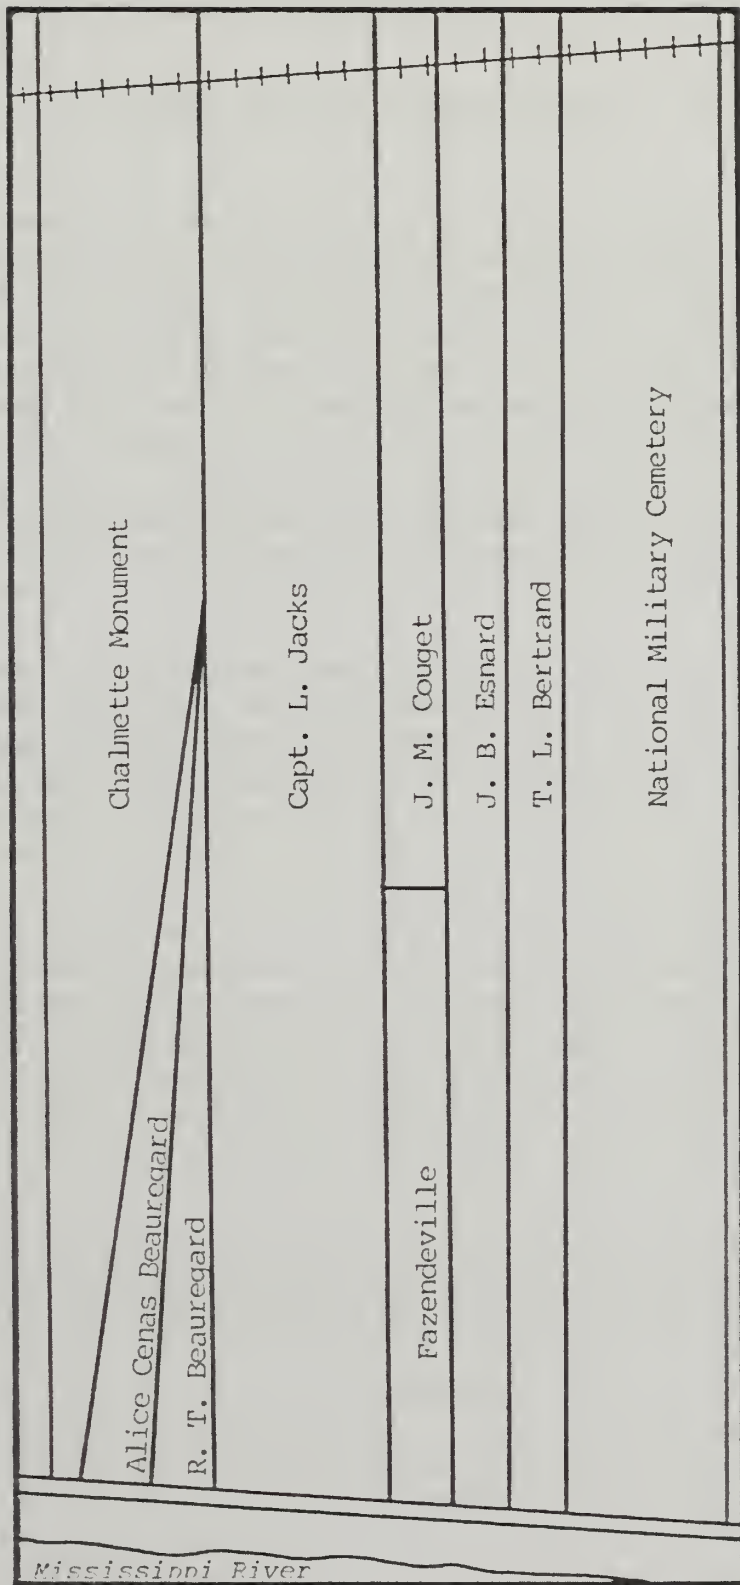 Chalmette Monument
Alice Cenas Beauregard
R. T. Beauregard
Capt. L. Jacks
J. M. Couget
Fazendeville
J. B. Esnard
T. L. Bertrand
National Military Cemetery
Mississippi River